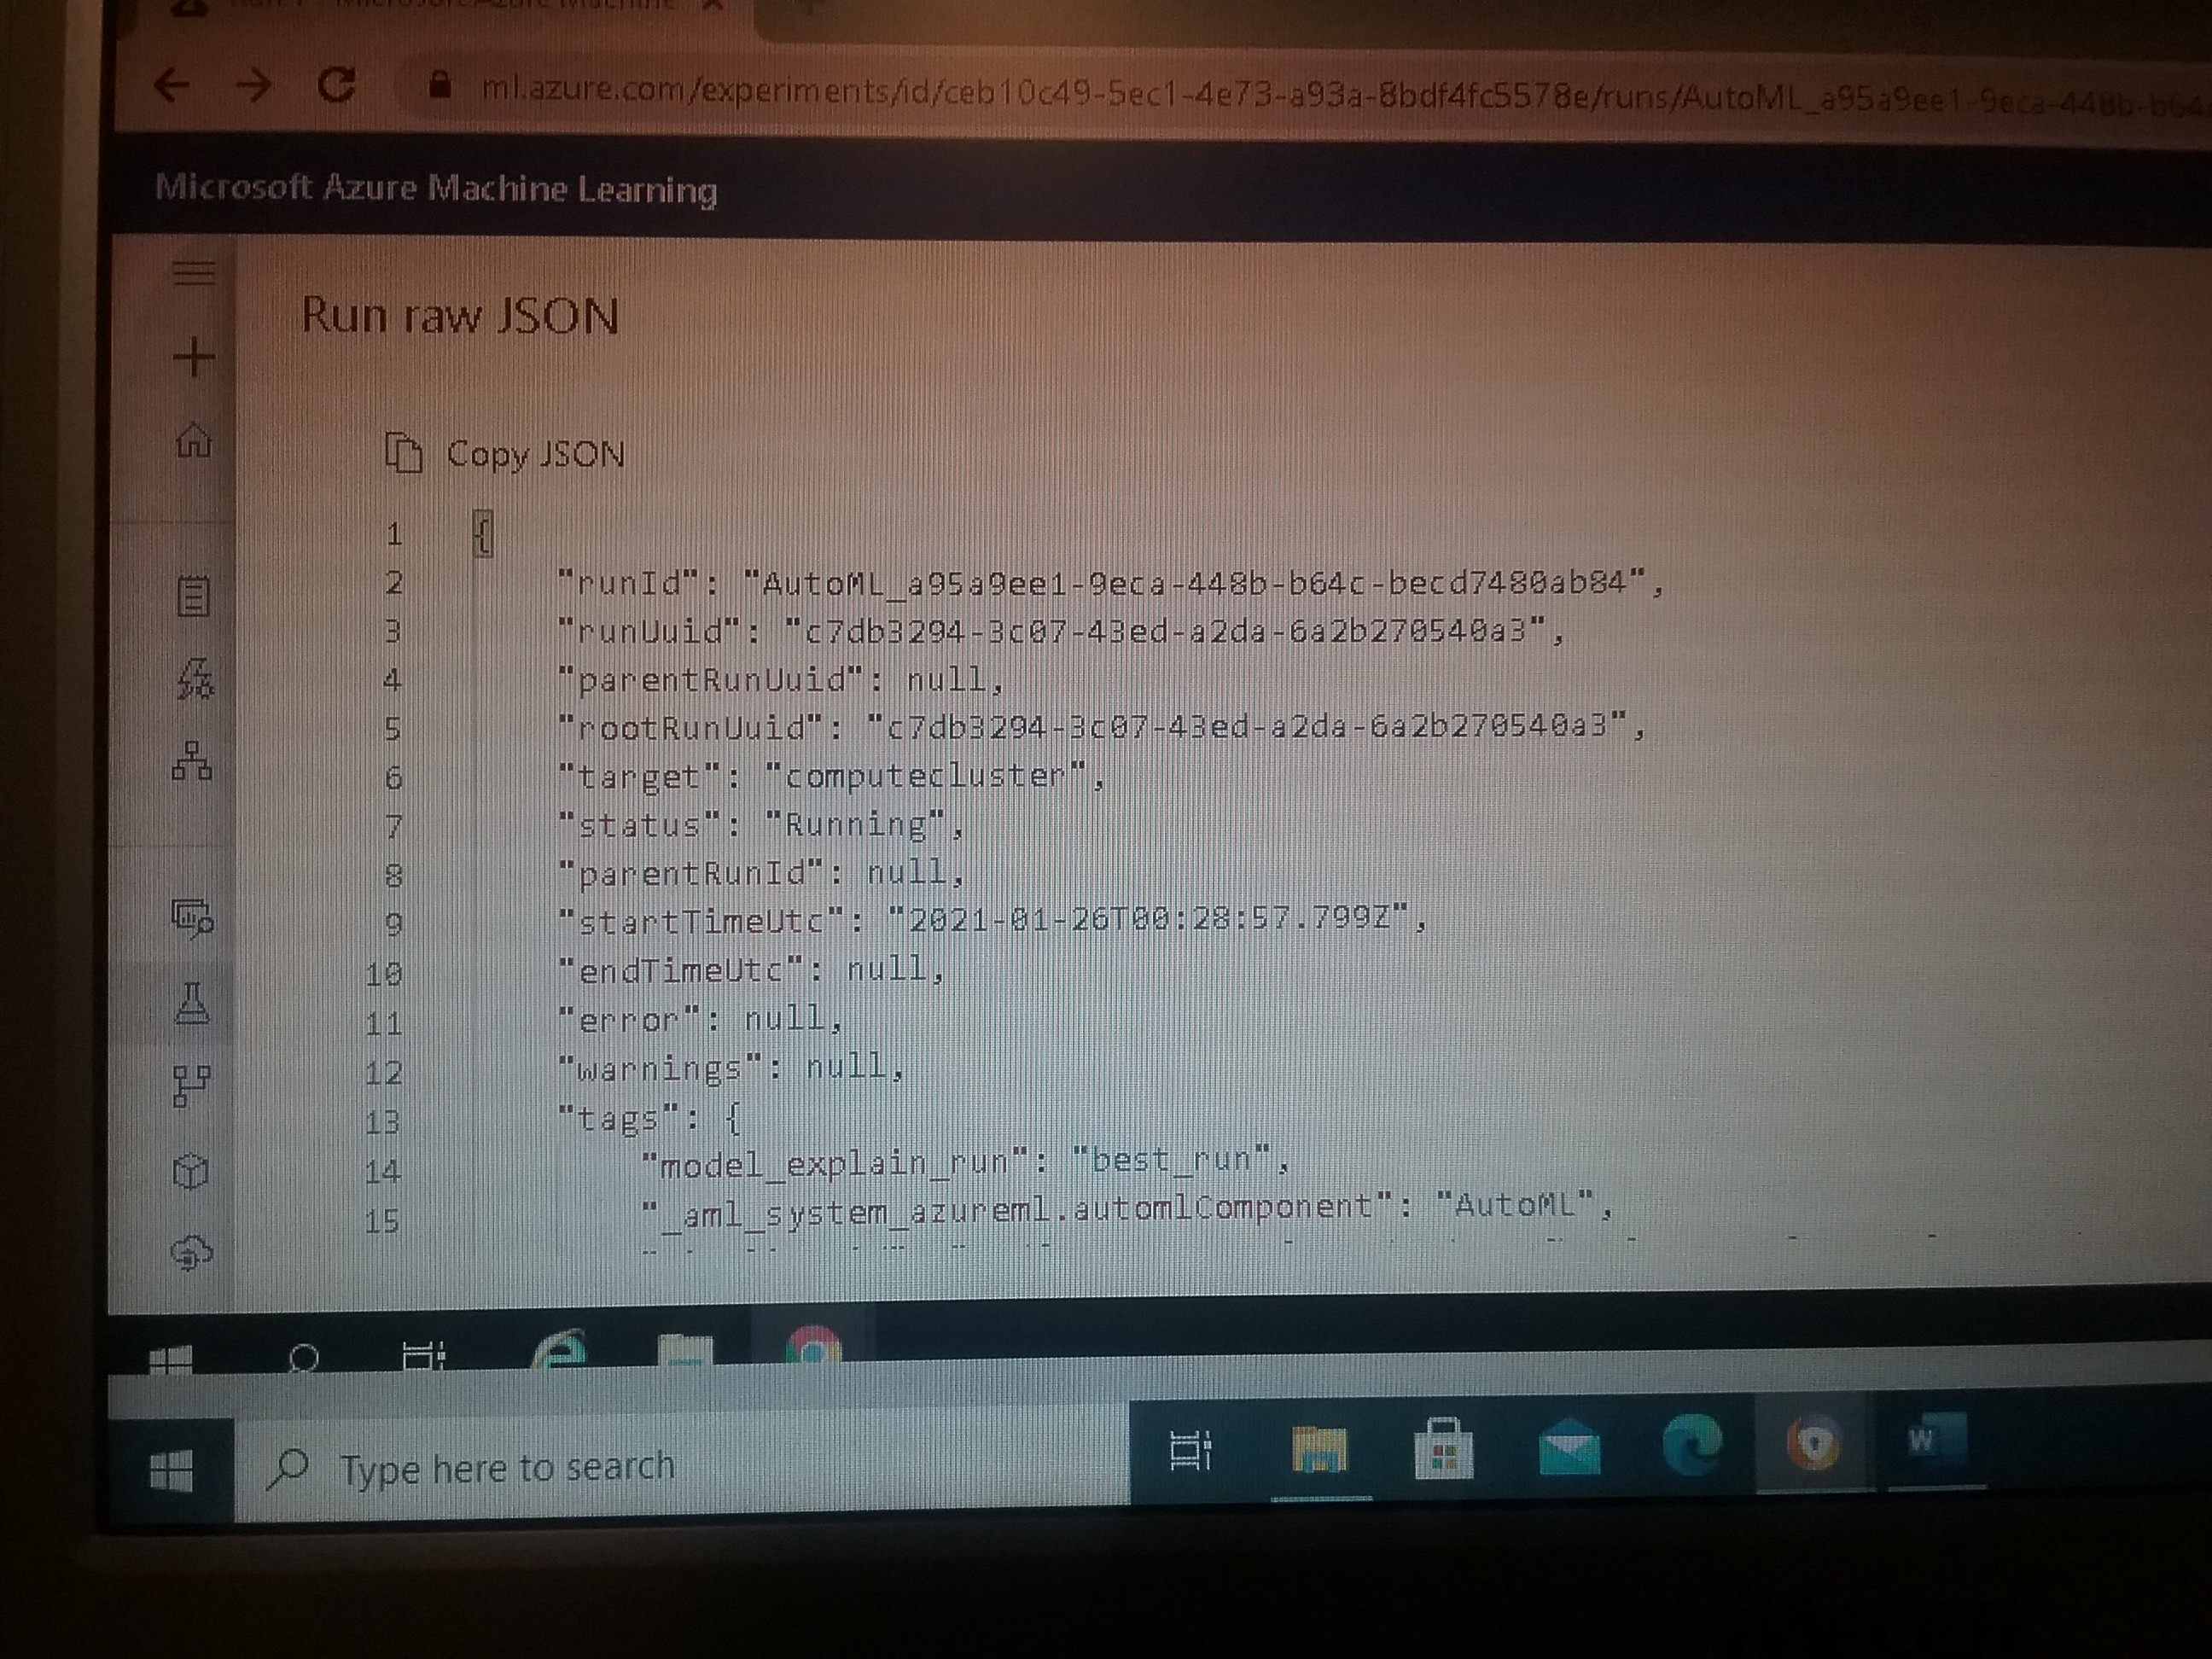 ml.azure.com/experiments/id/ceb10c49-5ec1-4e73-a93a-8bdf4fc5578e/runs/AutoML_a95a9ee1-9eca-448b-b64
Microsoft Azure Machine Learning
Run raw JSON
Copy JSON
1 {
2 "runId": "AutoML_a95a9ee1-9eca-448b-b64c-becd7480ab84",
3 "runUuid": "c7db3294-3c07-43ed-a2da-6a2b270540a3",
4 "parentRunUuid": null,
5 "rootRunUuid": "c7db3294-3c07-43ed-a2da-6a2b270540a3",
6 "target": "computecluster",
7 "status": "Running",
8 "parentRunId": null,
9 "startTimeUtc": "2021-01-26T00:28:57.799Z",
10 "endTimeUtc": null,
11 "error": null,
12 "warnings": null,
13 "tags": {
14 "model_explain_run": "best_run",
15 "_aml_system_azureml.automlComponent": "AutoML",
Type here to search
W